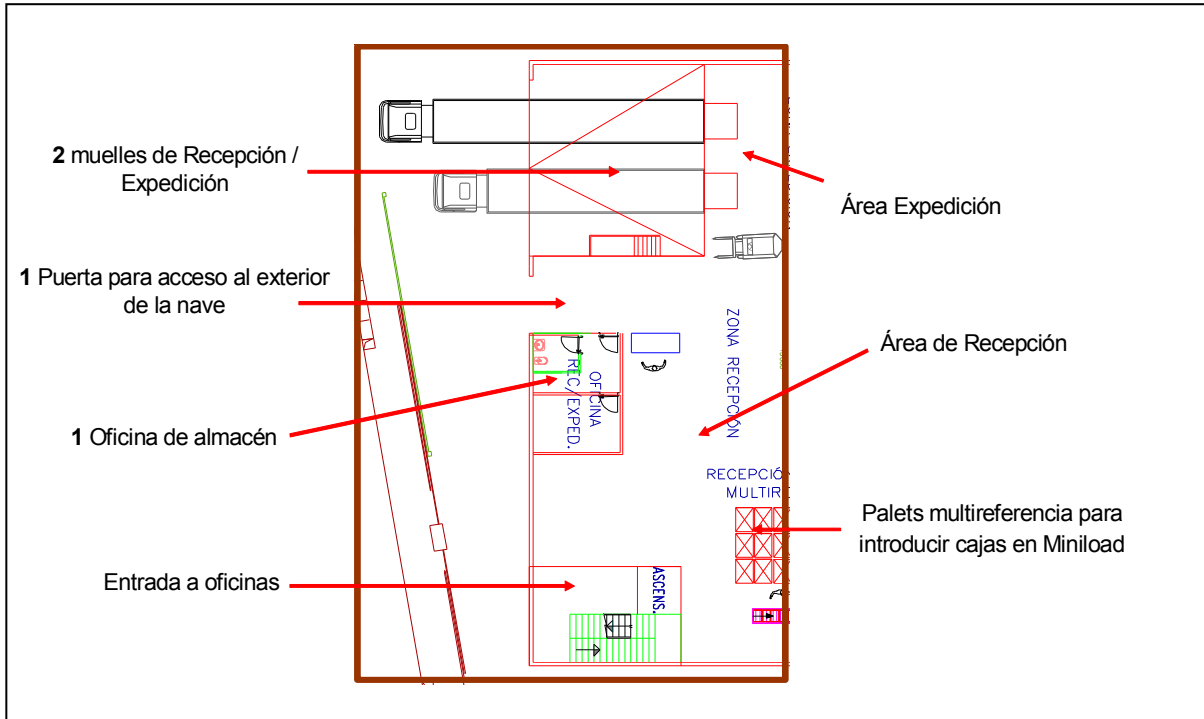 2 muelles de Recepción /
Expedición
Área Expedición
1 Puerta para acceso al exterior
de la nave
Área de Recepción
ZONA RECEPCIÓN
OFICINA
REC/EXPED.
1 Oficina de almacén
RECEPCIÓ
MULTIR
Palets multireferencia para
introducir cajas en Miniload
Entrada a oficinas
ASCENS.